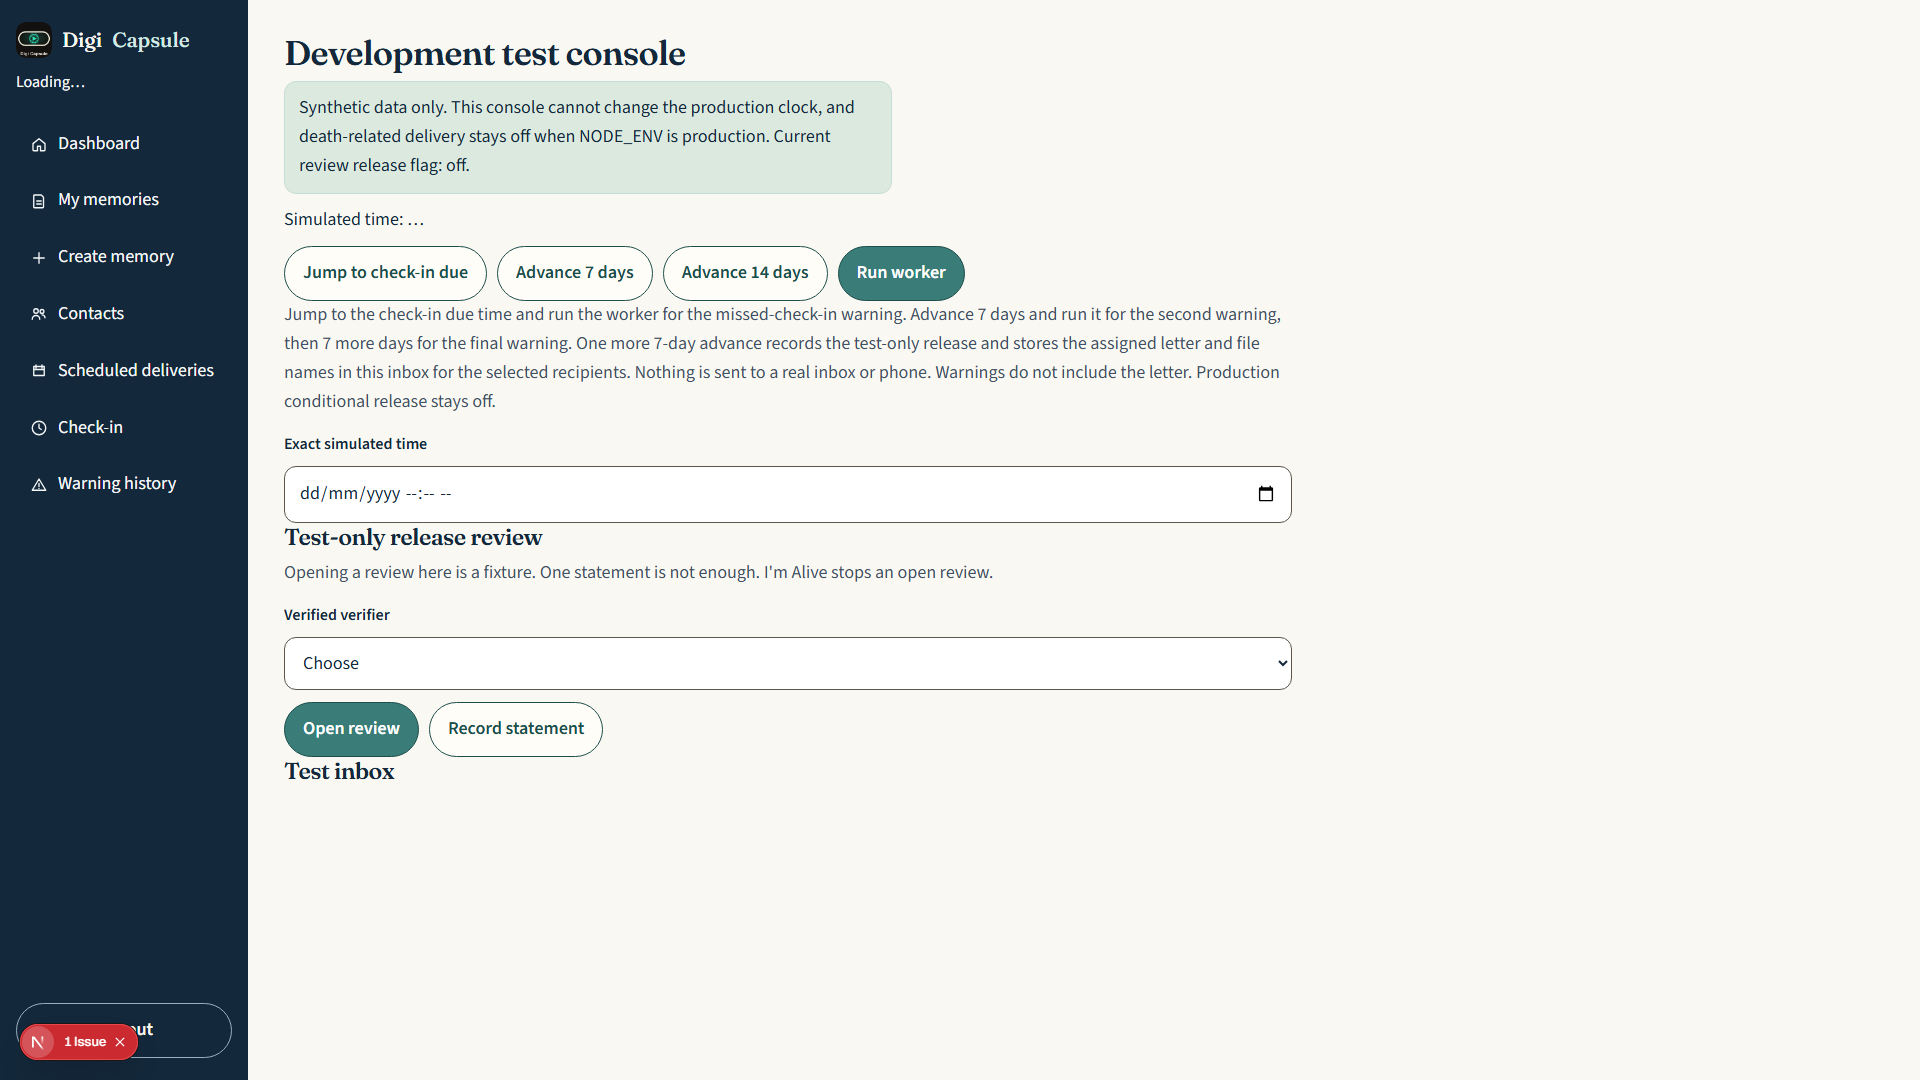 Digi Capsule
Digi Capsule
Loading…
Dashboard
My memories
Create memory
Contacts
Scheduled deliveries
Check-in
Warning history
out
1 Issue
Development test console
Synthetic data only. This console cannot change the production clock, and
death-related delivery stays off when NODE_ENV is production. Current
review release flag: off.
Simulated time: …
Jump to check-in due
Advance 7 days
Advance 14 days
Run worker
Jump to the check-in due time and run the worker for the missed-check-in warning. Advance 7 days and run it for the second warning,
then 7 more days for the final warning. One more 7-day advance records the test-only release and stores the assigned letter and file
names in this inbox for the selected recipients. Nothing is sent to a real inbox or phone. Warnings do not include the letter. Production
conditional release stays off.
Exact simulated time
dd/mm/yyyy --:-- --
Test-only release review
Opening a review here is a fixture. One statement is not enough. I'm Alive stops an open review.
Verified verifier
Choose
Open review
Record statement
Test inbox